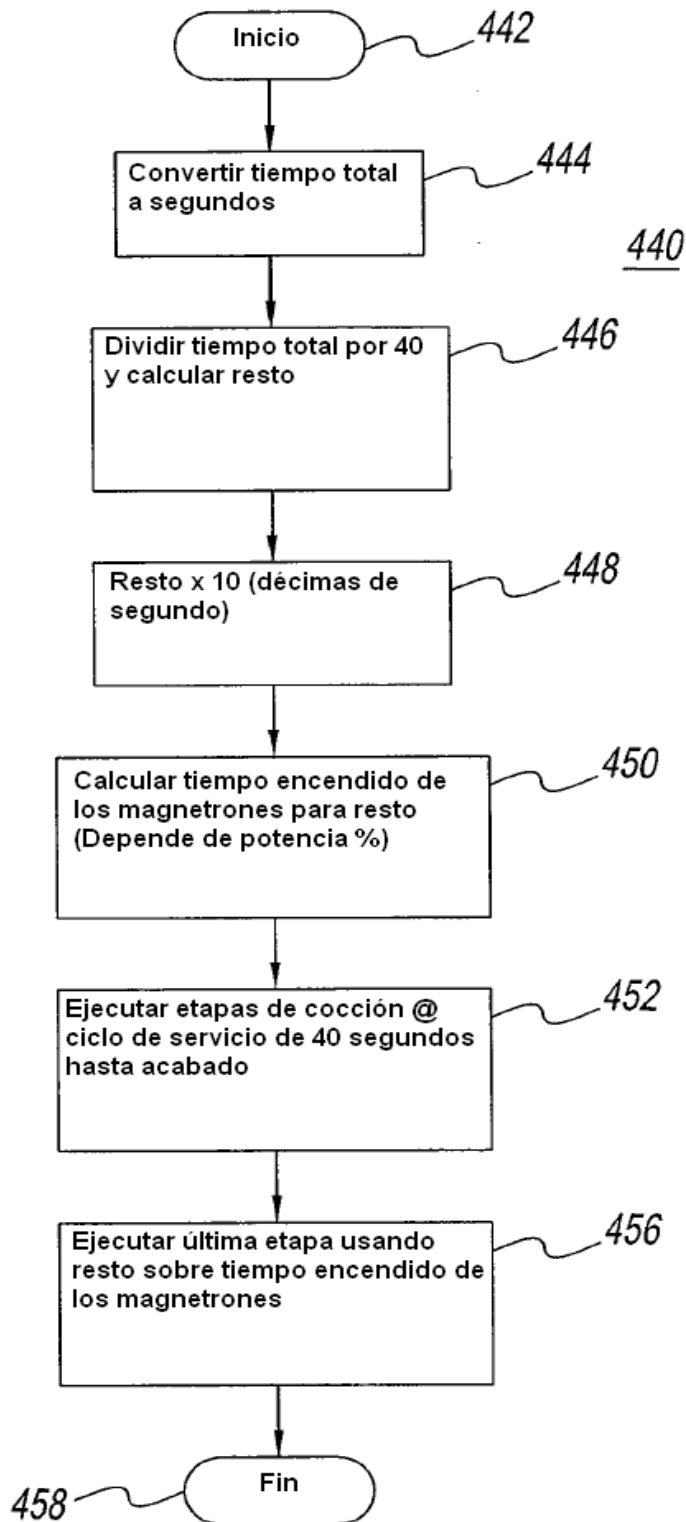 Inicio
442
Convertir tiempo total
a segundos
444
440
Dividir tiempo total por 40
y calcular resto
446
Resto x 10 (décimas de
segundo)
448
Calcular tiempo encendido de
los magnetrones para resto
(Depende de potencia %)
450
Ejecutar etapas de cocción @
ciclo de servicio de 40 segundos
hasta acabado
452
Ejecutar última etapa usando
resto sobre tiempo encendido de
los magnetrones
456
Fin
458